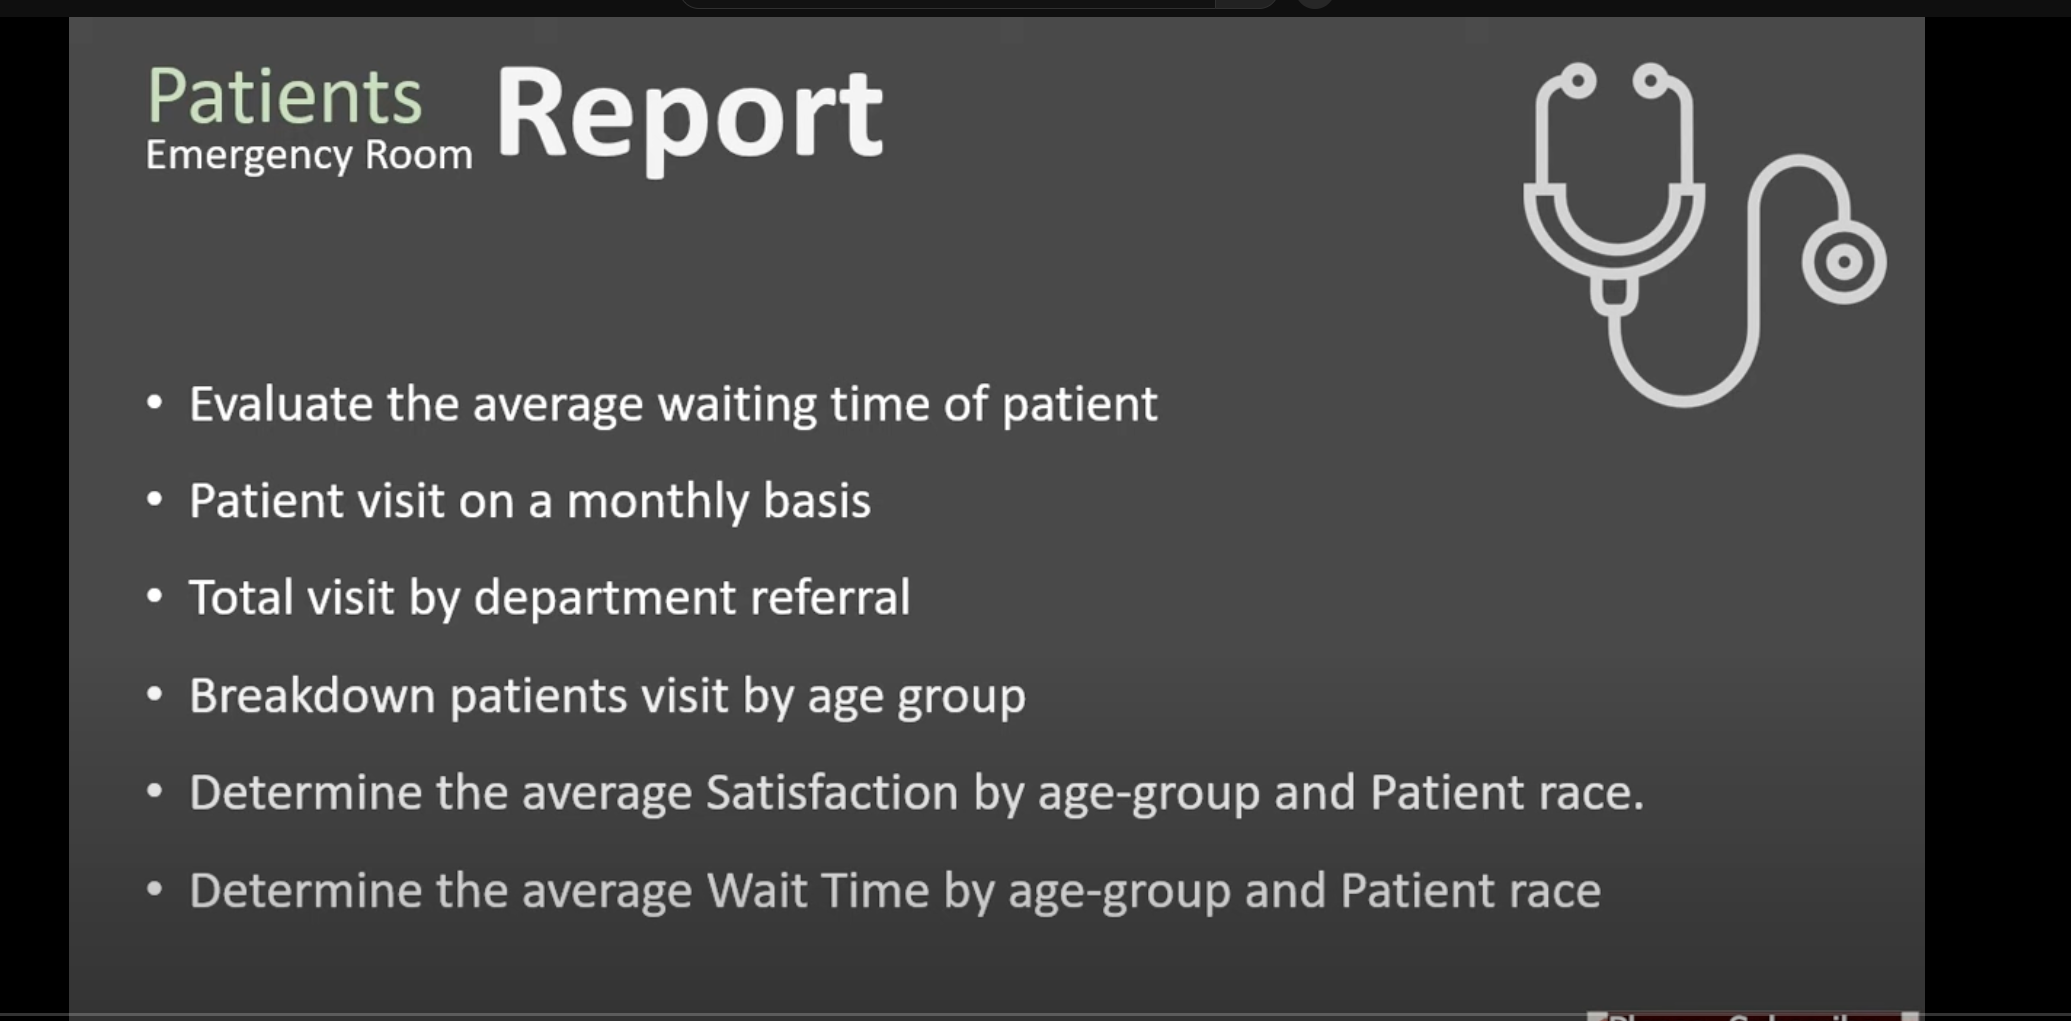 Patients
Emergency Room
Report
• Evaluate the average waiting time of patient
• Patient visit on a monthly basis
• Total visit by department referral
• Breakdown patients visit by age group
• Determine the average Satisfaction by age-group and Patient race.
• Determine the average Wait Time by age-group and Patient race